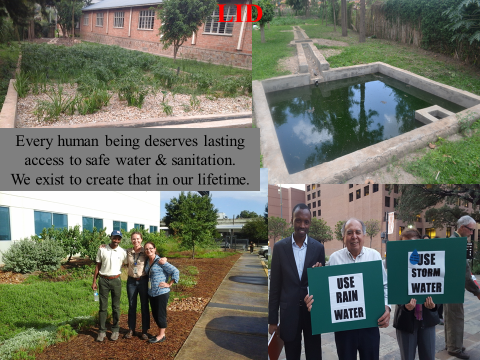 LID
Every human being deserves lasting
access to safe water & sanitation.
We exist to create that in our lifetime.
USE
RAIN
WATER
USE
STORM
WATER